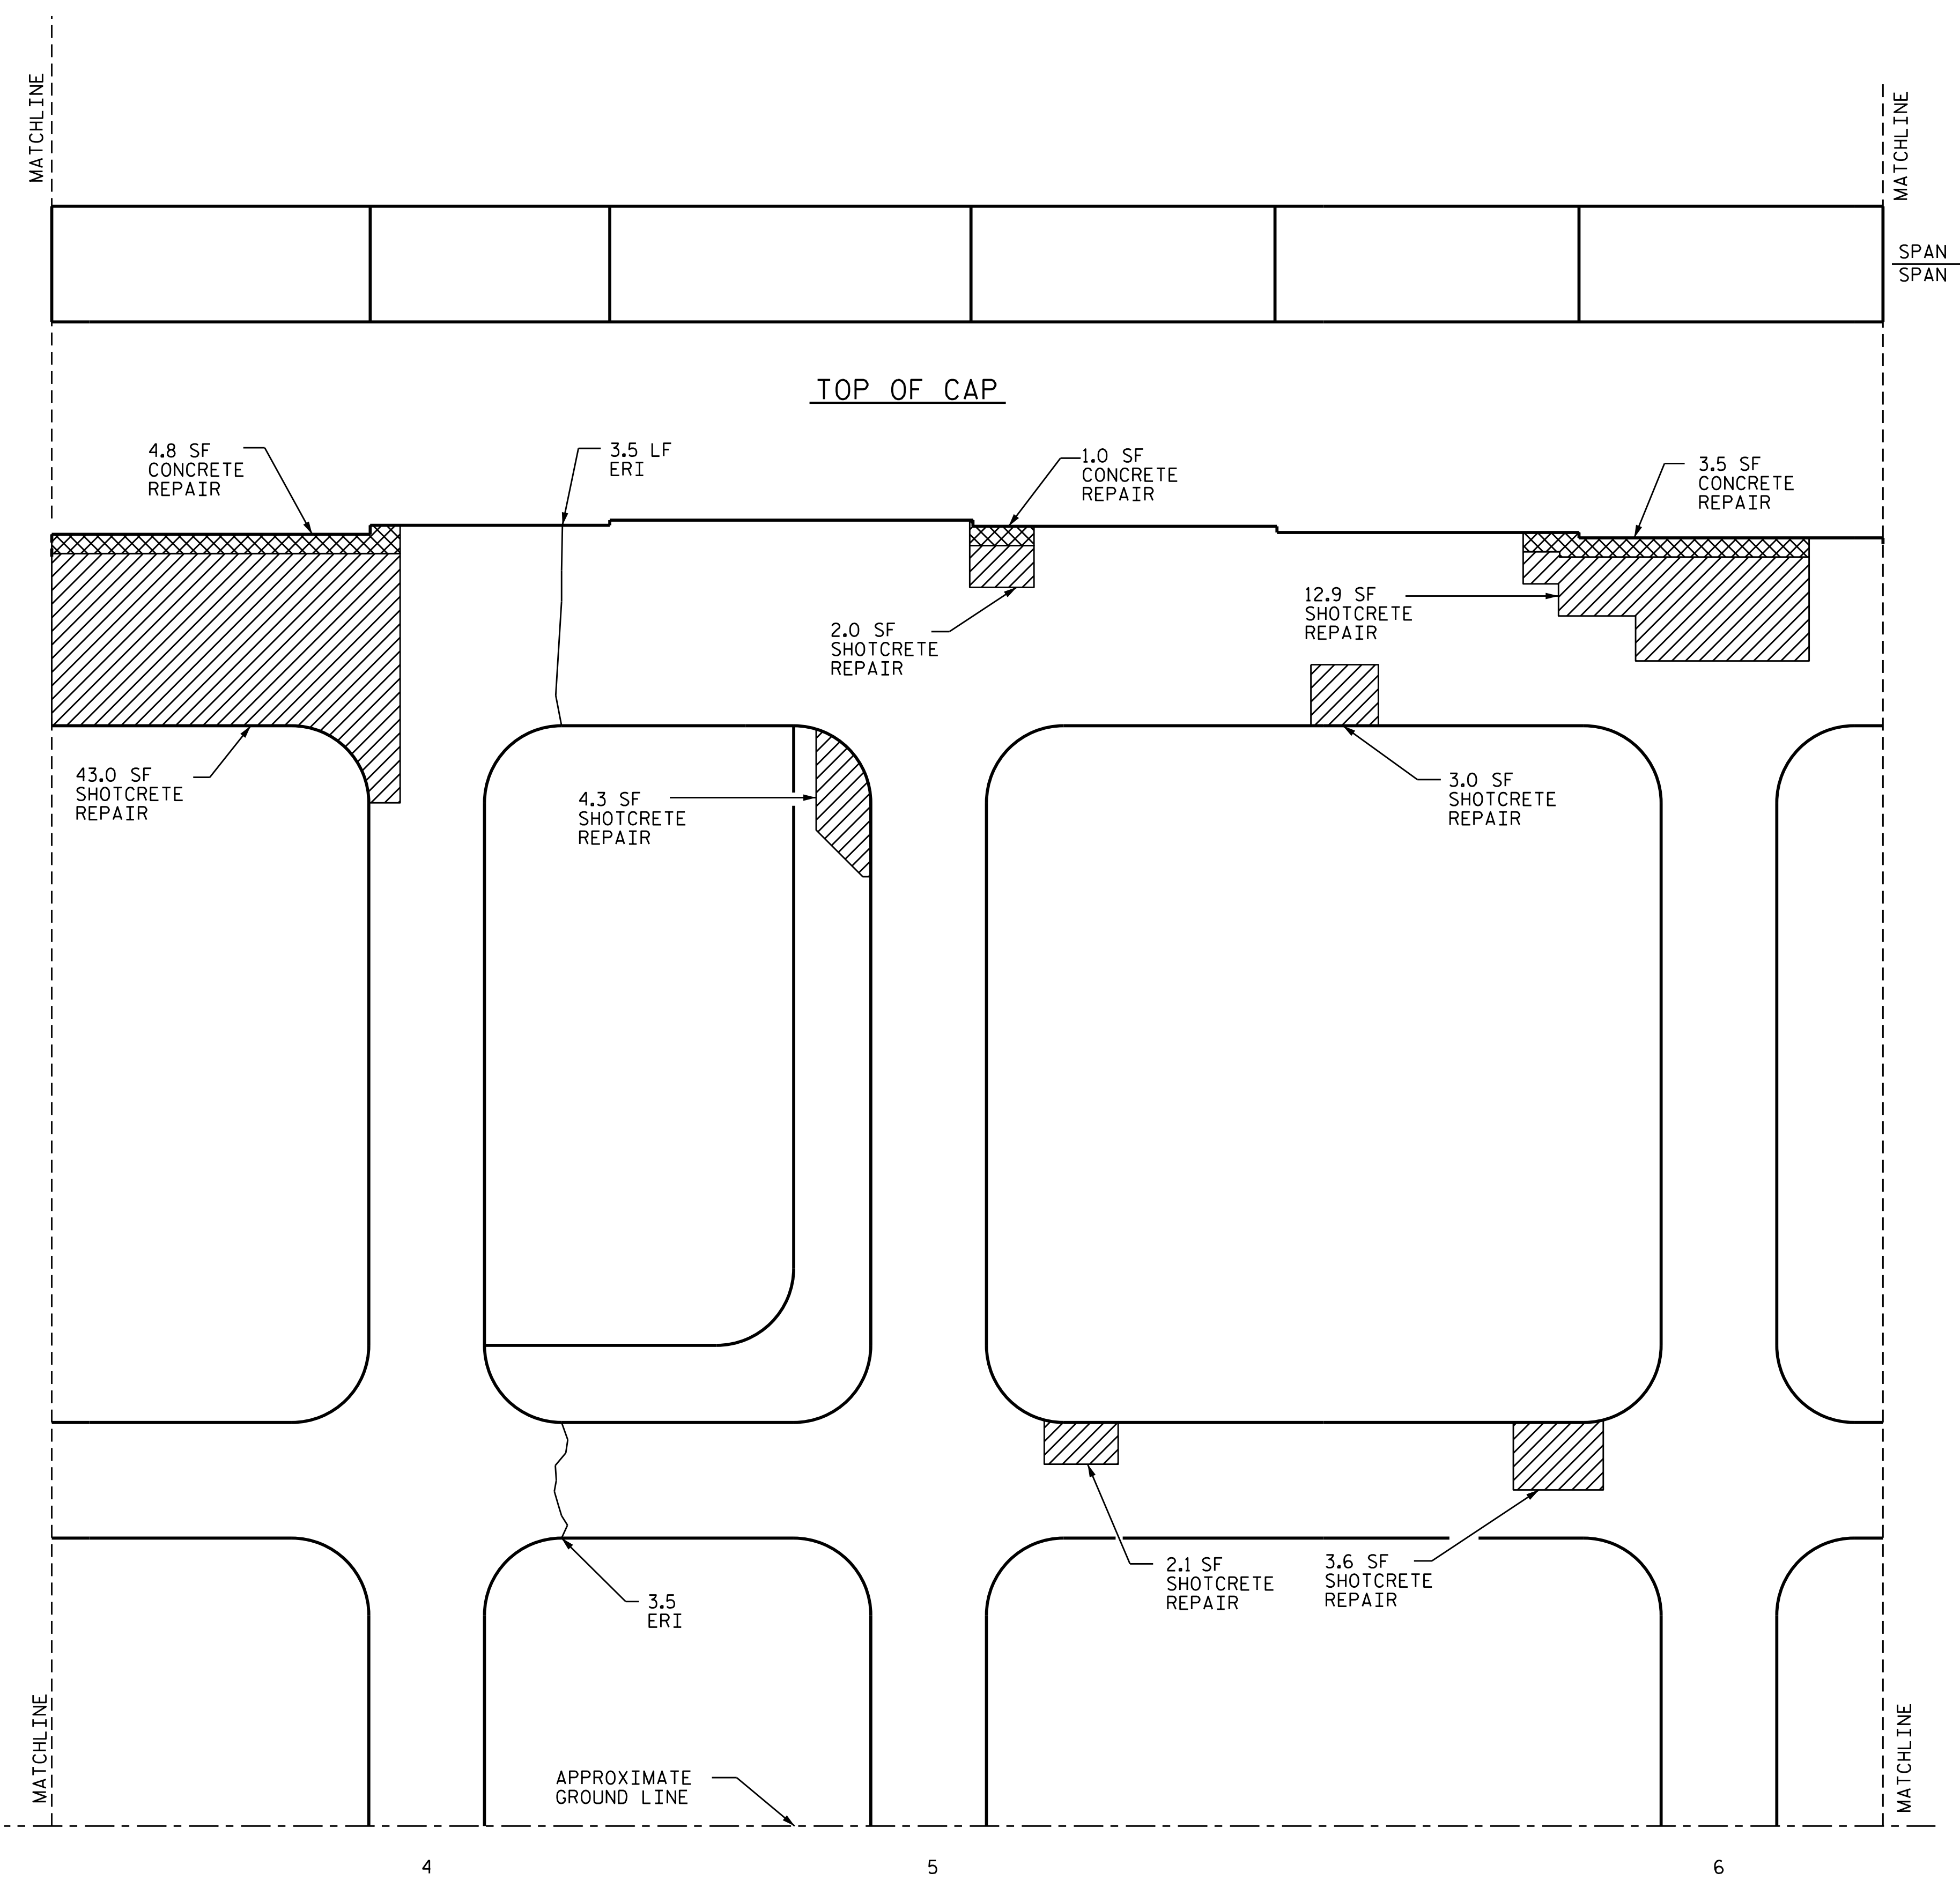 MATCHLINE
MATCHLINE
SPAN
SPAN
TOP OF CAP
4.8 SF
CONCRETE
REPAIR
3.5 LF
ERI
1.0 SF
CONCRETE
REPAIR
3.5 SF
CONCRETE
REPAIR
2.0 SF
SHOTCRETE
REPAIR
12.9 SF
SHOTCRETE
REPAIR
43.0 SF
SHOTCRETE
REPAIR
4.3 SF
SHOTCRETE
REPAIR
3.0 SF
SHOTCRETE
REPAIR
2.1 SF
SHOTCRETE
REPAIR
3.6 SF
SHOTCRETE
REPAIR
3.5
ERI
MATCHLINE
MATCHLINE
APPROXIMATE
GROUND LINE
4
5
6